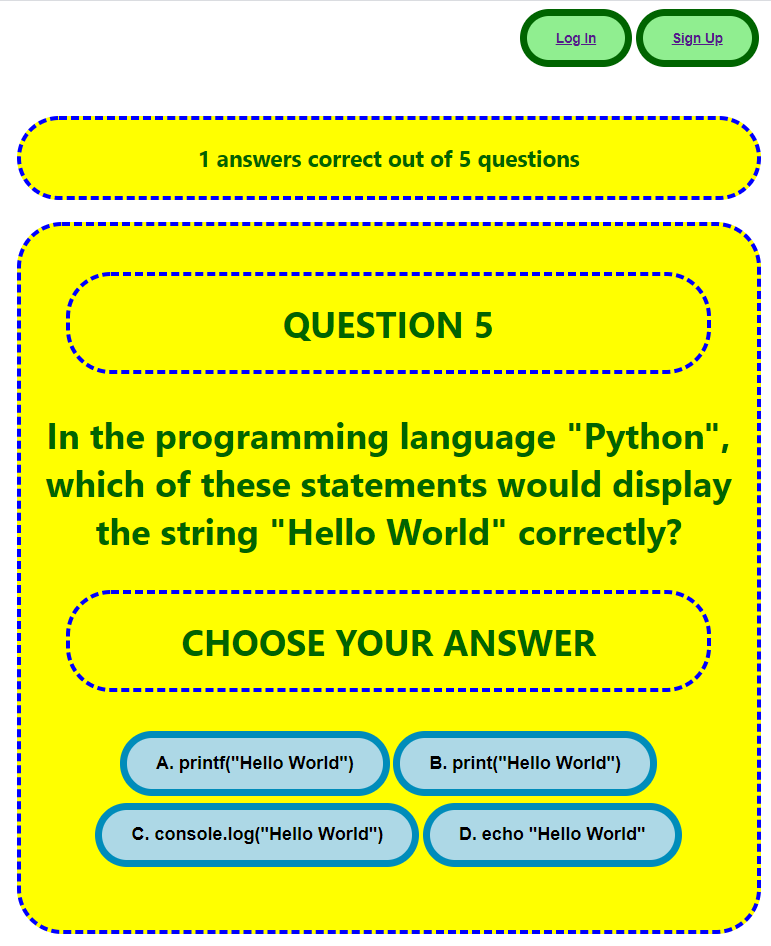 Log In Sign Up
1 answers correct out of 5 questions
QUESTION 5
In the programming language "Python",
which of these statements would display
the string "Hello World" correctly?
CHOOSE YOUR ANSWER
A. printf("Hello World") B. print("Hello World")
C. console.log("Hello World") D. echo "Hello World"